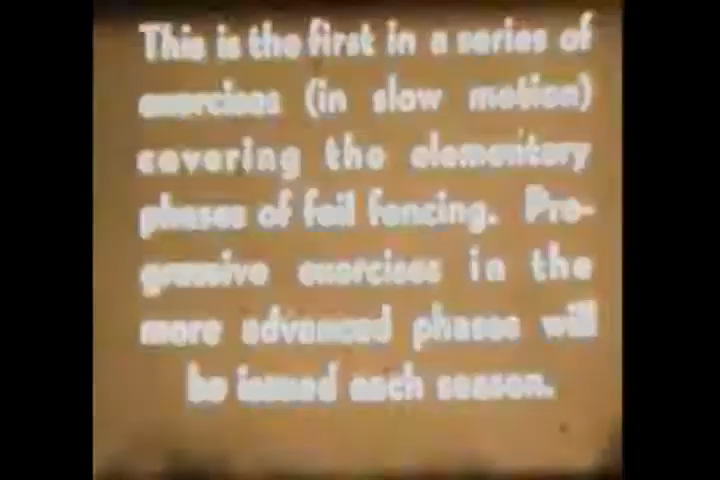 This is the first in a series of
exercises (in slow motion)
covering the elementary
phases of foil fencing. Pro-
gressive exercises in the
more advanced phases will
be issued each season.